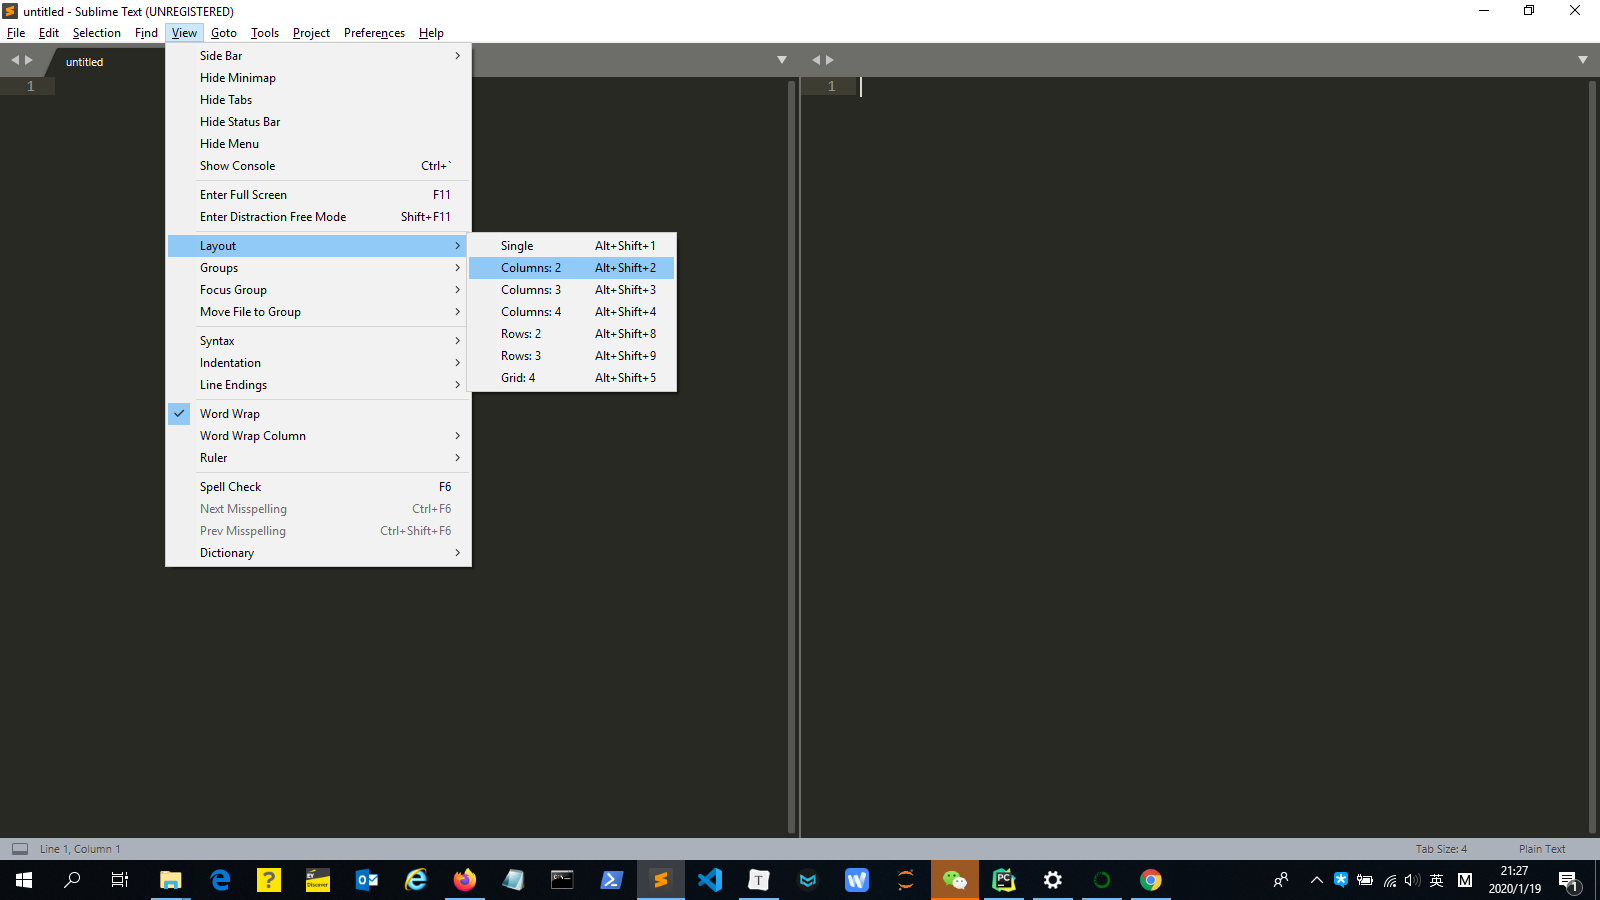 untitled - Sublime Text (UNREGISTERED)
File Edit Selection Find View Goto Tools Project Preferences Help
untitled
1
1
Side Bar
Hide Minimap
Hide Tabs
Hide Status Bar
Hide Menu
Show Console Ctrl+`
Enter Full Screen F11
Enter Distraction Free Mode Shift+F11
Layout
Groups
Focus Group
Move File to Group
Syntax
Indentation
Line Endings
Word Wrap
Word Wrap Column
Ruler
Spell Check F6
Next Misspelling Ctrl+F6
Prev Misspelling Ctrl+Shift+F6
Dictionary
Single Alt+Shift+1
Columns: 2 Alt+Shift+2
Columns: 3 Alt+Shift+3
Columns: 4 Alt+Shift+4
Rows: 2 Alt+Shift+8
Rows: 3 Alt+Shift+9
Grid: 4 Alt+Shift+5
Line 1, Column 1
Tab Size: 4 Plain Text
?
EY
Discover
T
W
PC
英
M
21:27
2020/1/19
1